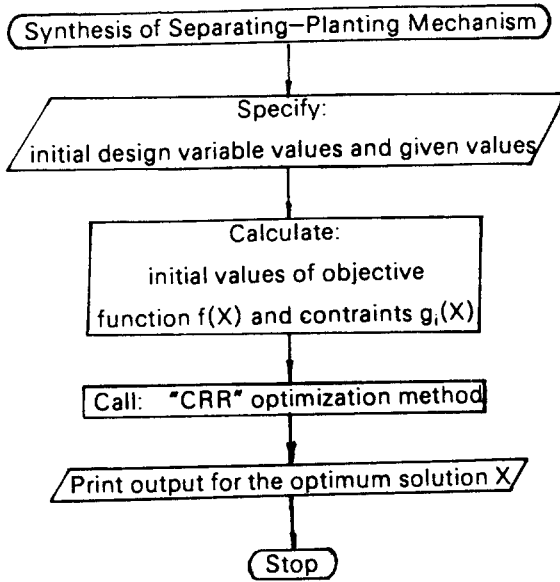 Synthesis of Separating-Planting Mechanism
Specify:
initial design variable values and given values
Calculate:
initial values of objective
function f(X) and contraints gᵢ(X)
Call: "CRR" optimization method
Print output for the optimum solution X
Stop